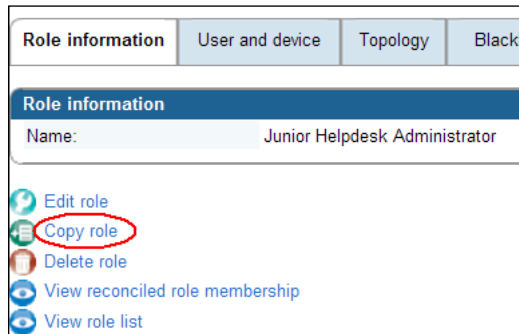 Role information User and device Topology Black
Role information
Name: Junior Helpdesk Administrator
Edit role
Copy role
Delete role
View reconciled role membership
View role list